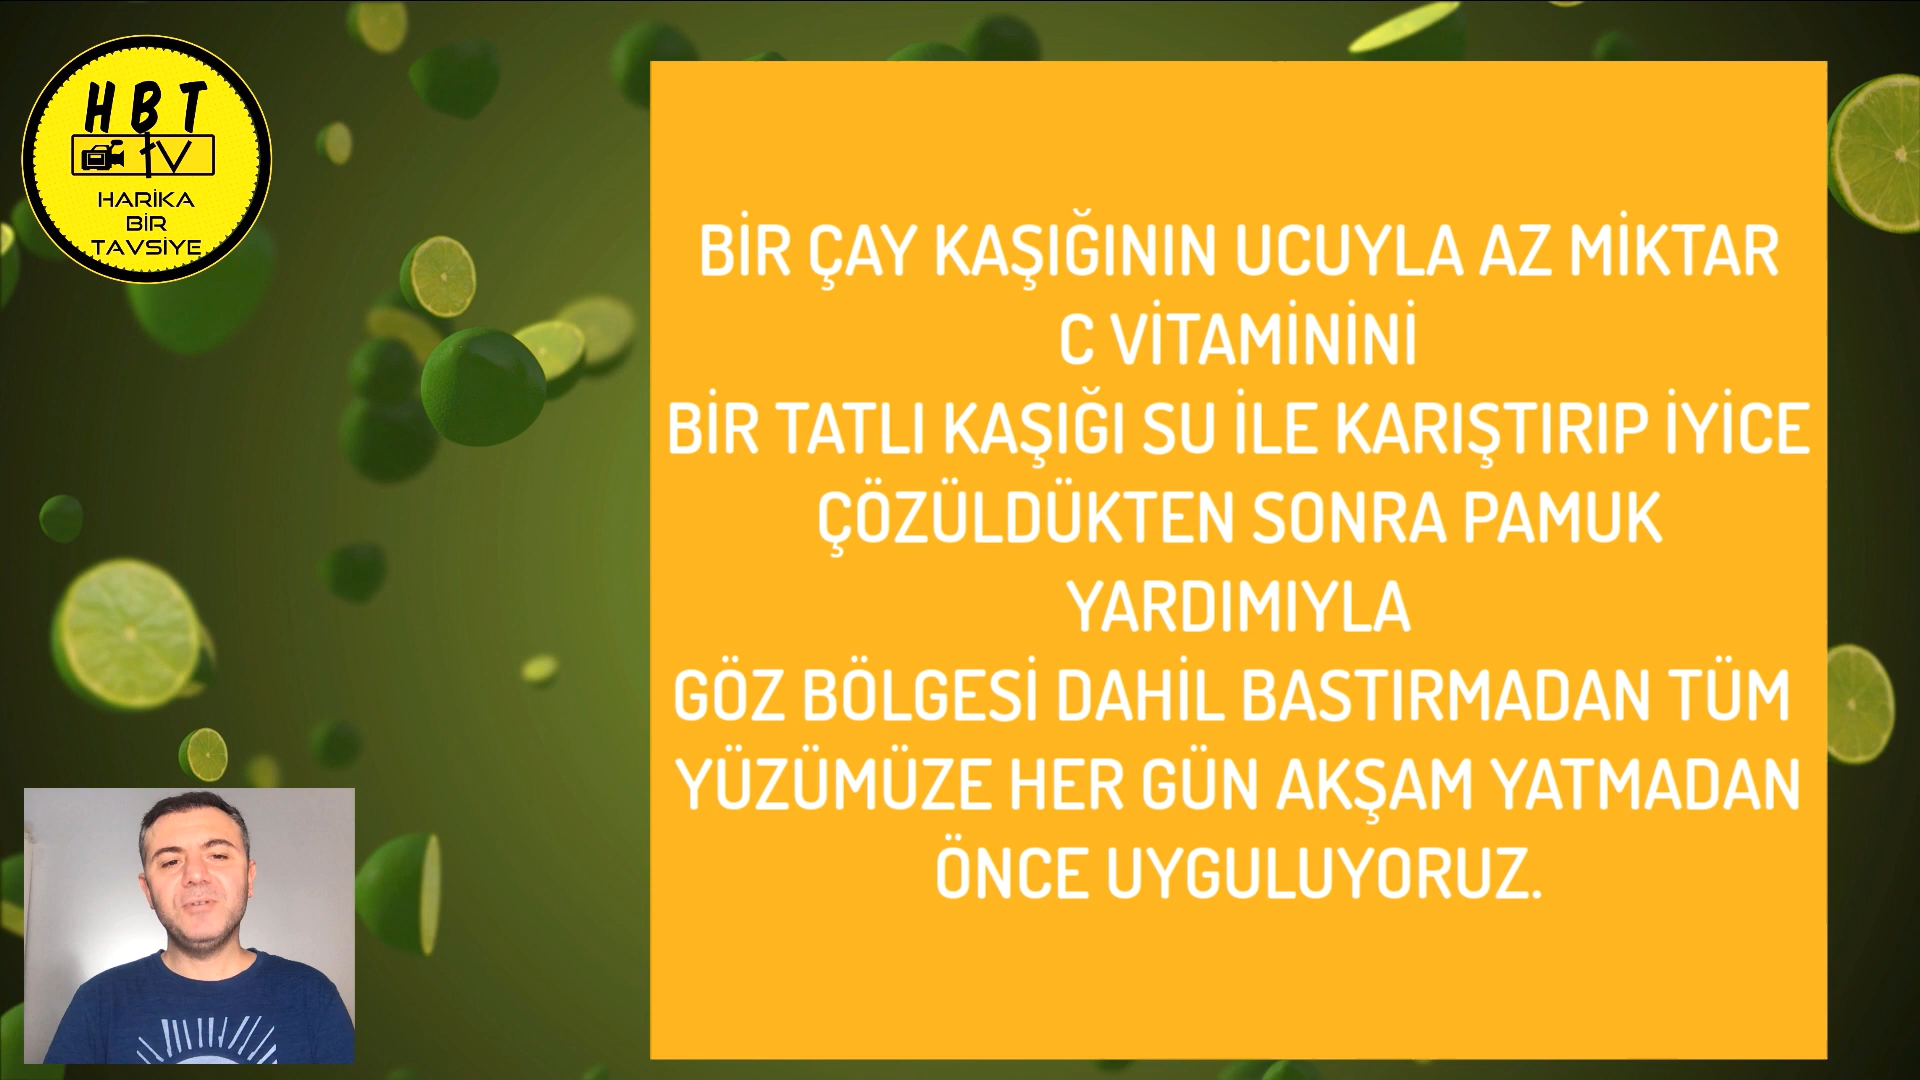 HBT
TV
HARİKA
BİR
TAVSİYE
BİR ÇAY KAŞIĞININ UCUYLA AZ MİKTAR
C VİTAMİNİNİ
BİR TATLI KAŞIĞI SU İLE KARIŞTIRIP İYİCE
ÇÖZÜLDÜKTEN SONRA PAMUK
YARDIMIYLA
GÖZ BÖLGESİ DAHİL BASTIRMADAN TÜM
YÜZÜMÜZE HER GÜN AKŞAM YATMADAN
ÖNCE UYGULUYORUZ.